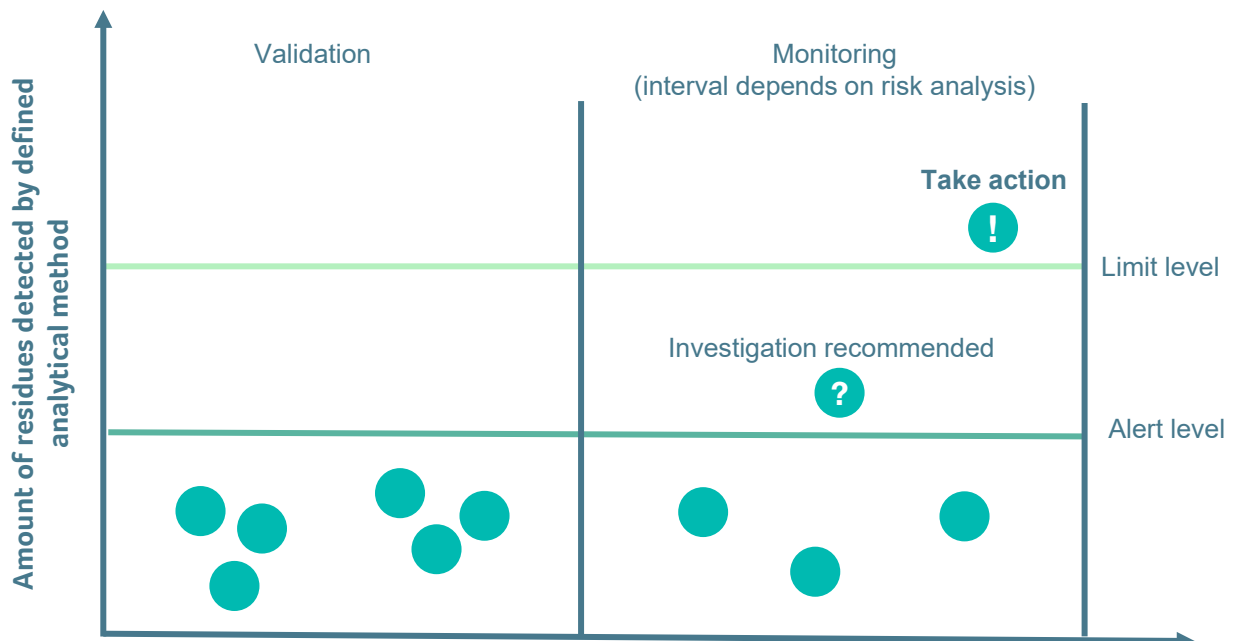 Validation
Monitoring
(interval depends on risk analysis)
Amount of residues detected by defined
analytical method
Take action
!
Limit level
Investigation recommended
?
Alert level